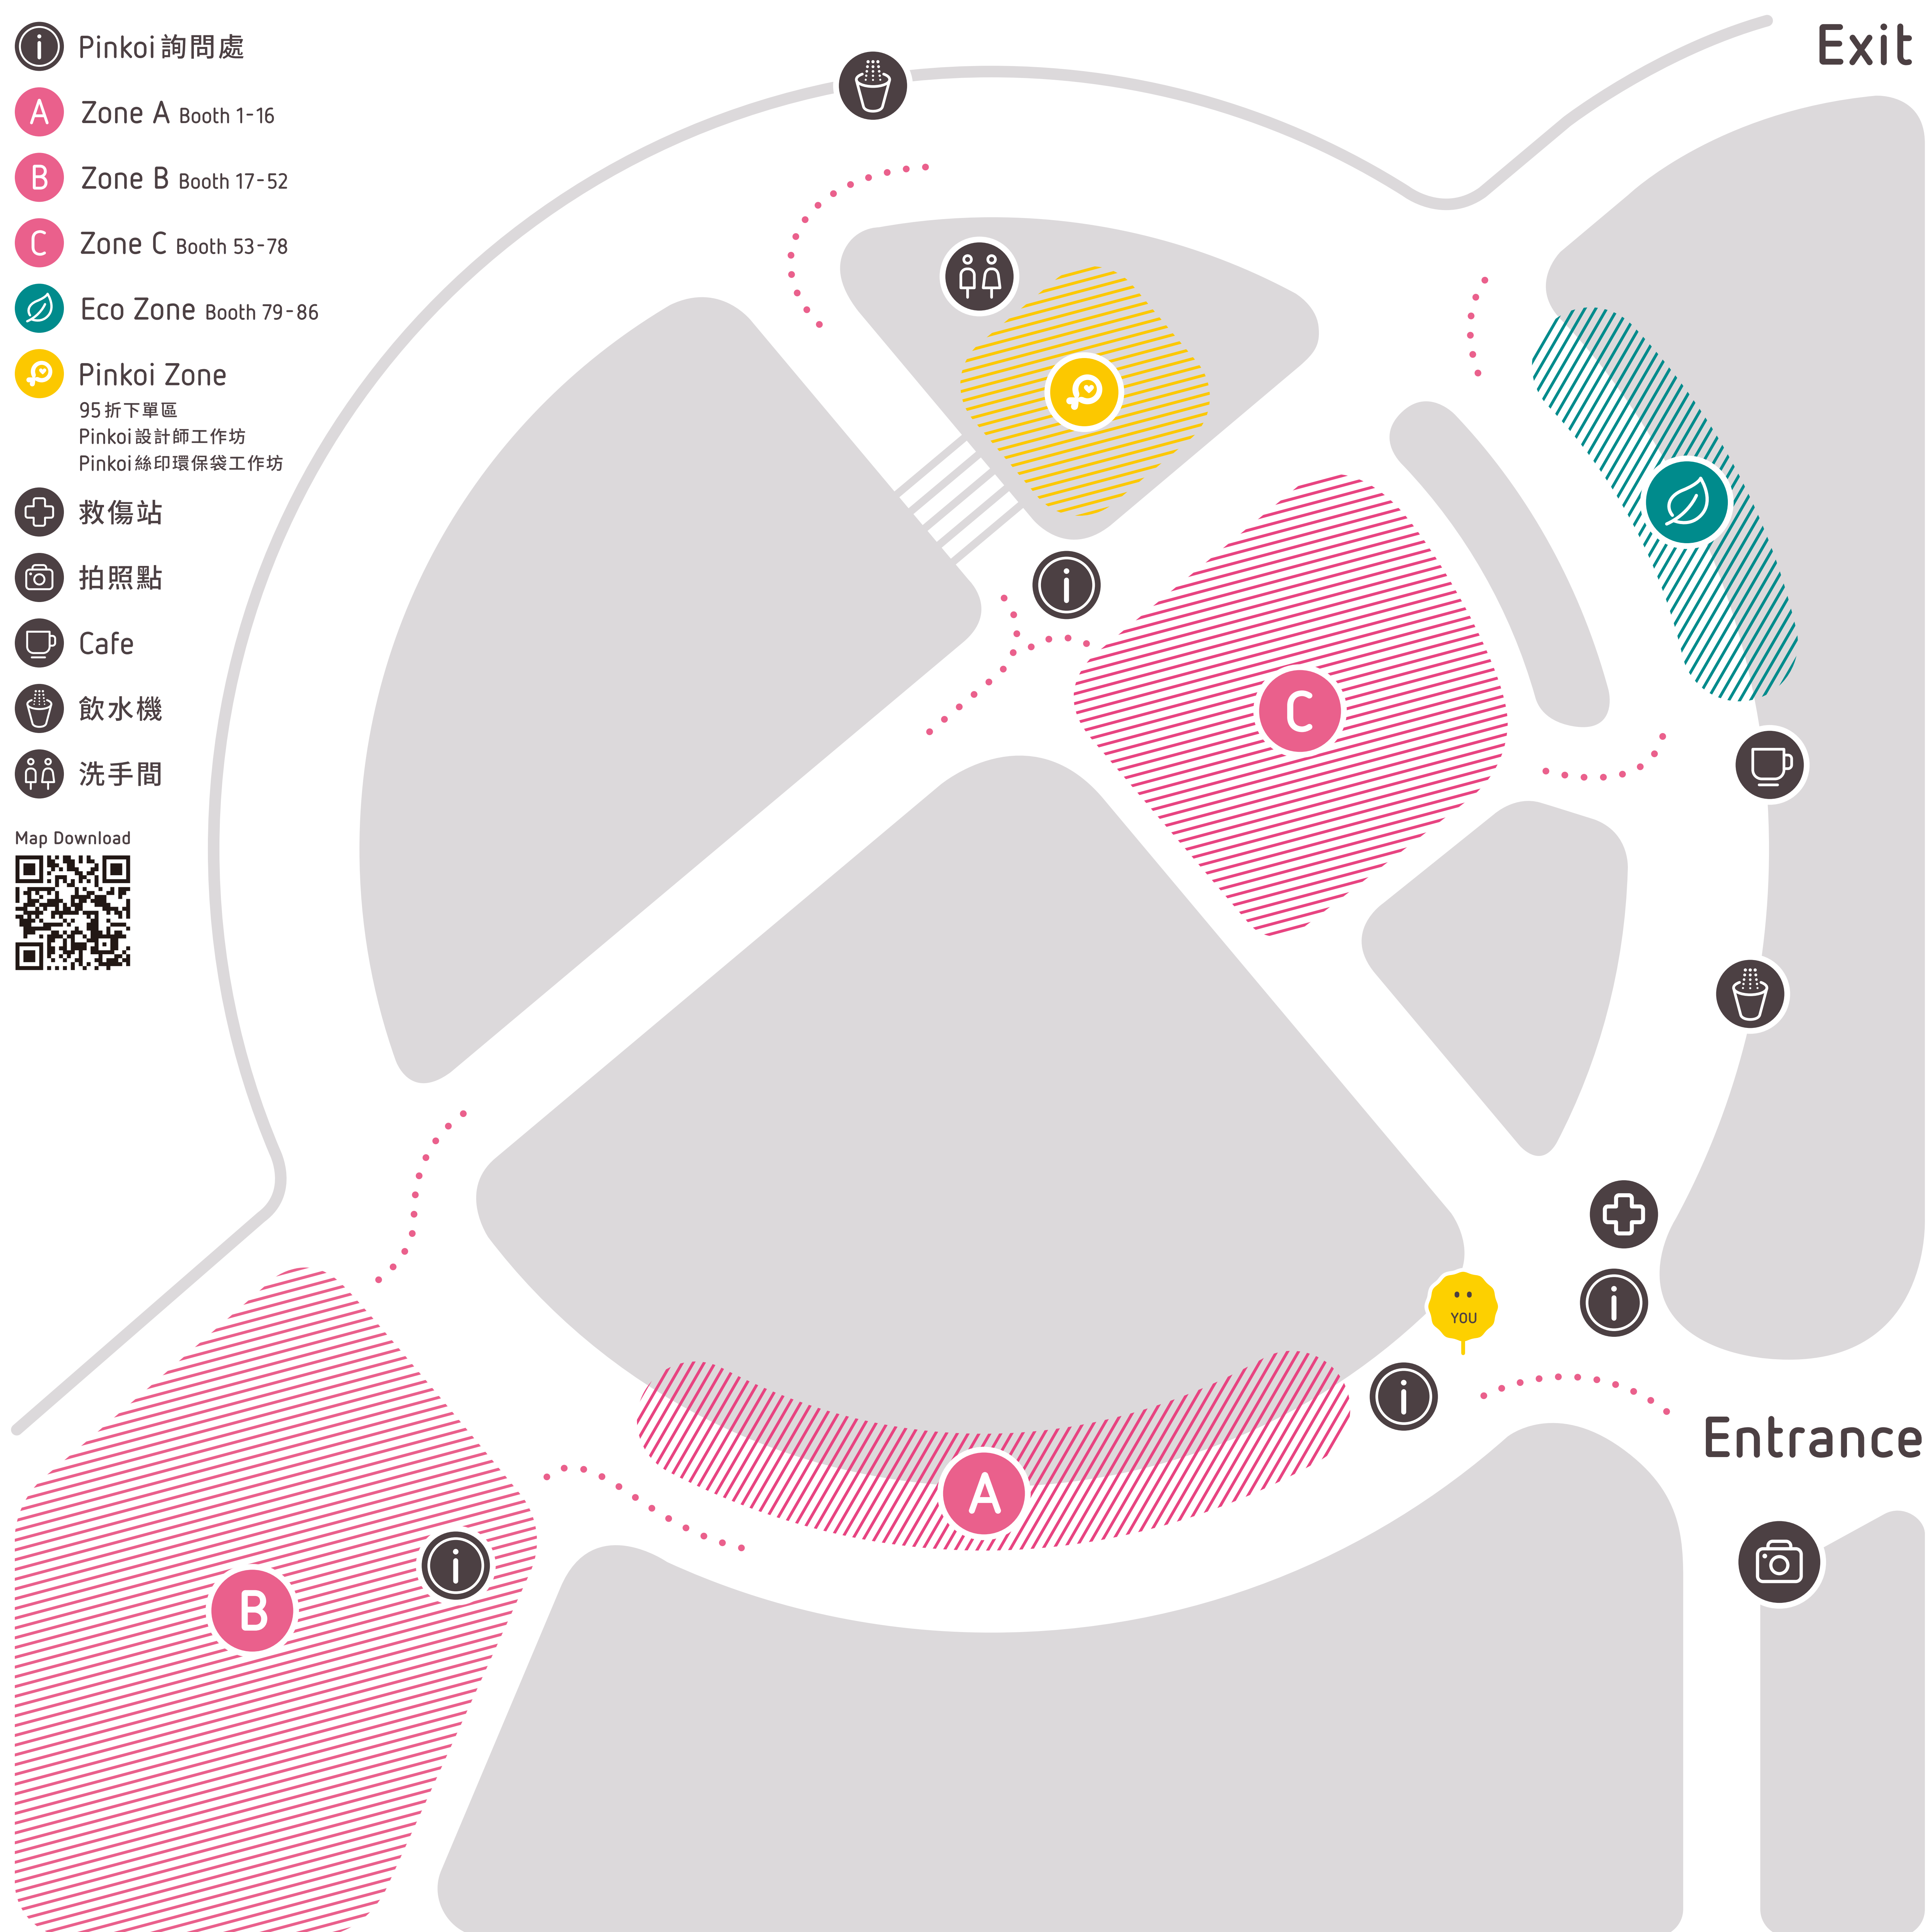 Pinkoi 詢問處
A Zone A Booth 1-16
B Zone B Booth 17-52
C Zone C Booth 53-78
Eco Zone Booth 79-86
Pinkoi Zone
95折下單區
Pinkoi設計師工作坊
Pinkoi絲印環保袋工作坊
救傷站
拍照點
Cafe
飲水機
洗手間
Map Download
Exit
C
YOU
Entrance
A
B